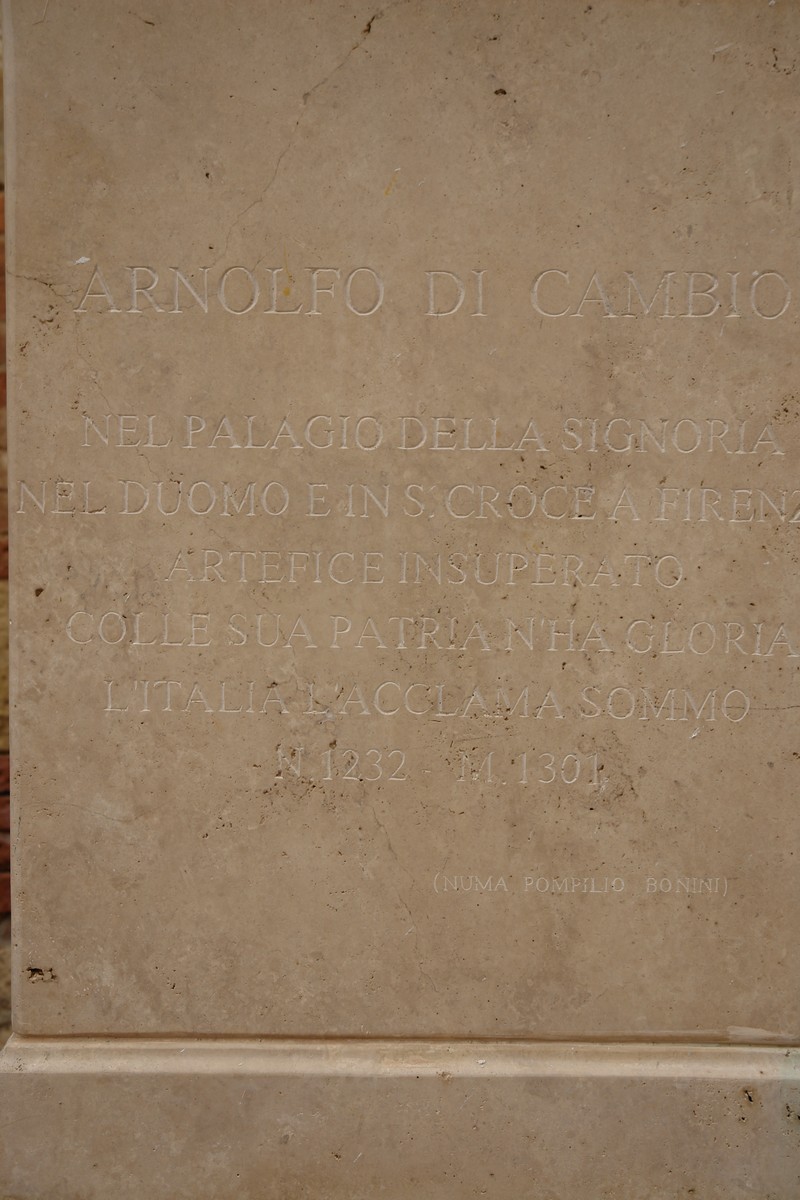 ARNOLFO DI CAMBIO
NEL PALAGIO DELLA SIGNORIA
NEL DUOMO E IN S. CROCE A FIRENZ
ARTEFICE INSUPERATO
COLLE SUA PATRIA N'HA GLORIA
L'ITALIA L'ACCLAMA SOMMO
N. 1232 - M. 1301
(NUMA POMPILIO BONINI)